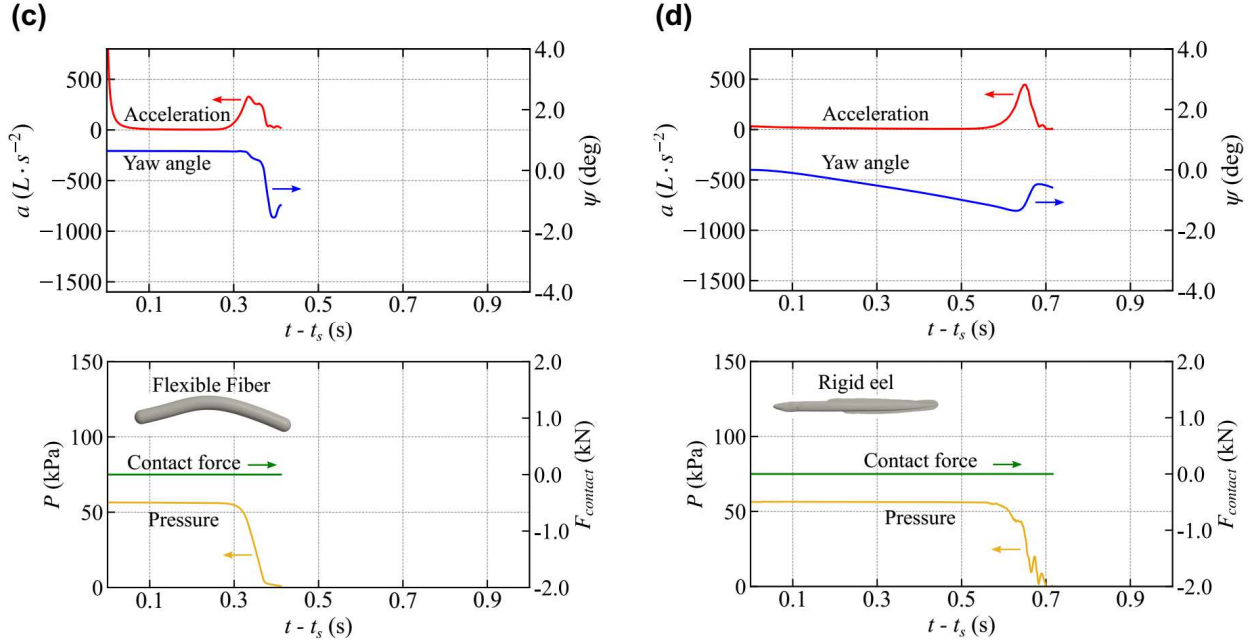 (c)
500
0
−500
−1000
−1500
a (L · s⁻²)
Acceleration
Yaw angle
4.0
2.0
0.0
-2.0
-4.0
ψ (deg)
0.1 0.3 0.5 0.7 0.9
t - tₛ (s)
150
100
50
0
P (kPa)
Flexible Fiber
Contact force
Pressure
2.0
1.0
0.0
-1.0
-2.0
F_contact (kN)
0.1 0.3 0.5 0.7 0.9
t - tₛ (s)
(d)
500
0
−500
−1000
−1500
a (L · s⁻²)
Acceleration
Yaw angle
4.0
2.0
0.0
-2.0
-4.0
ψ (deg)
0.1 0.3 0.5 0.7 0.9
t - tₛ (s)
150
100
50
0
P (kPa)
Rigid eel
Contact force
Pressure
2.0
1.0
0.0
-1.0
-2.0
F_contact (kN)
0.1 0.3 0.5 0.7 0.9
t - tₛ (s)